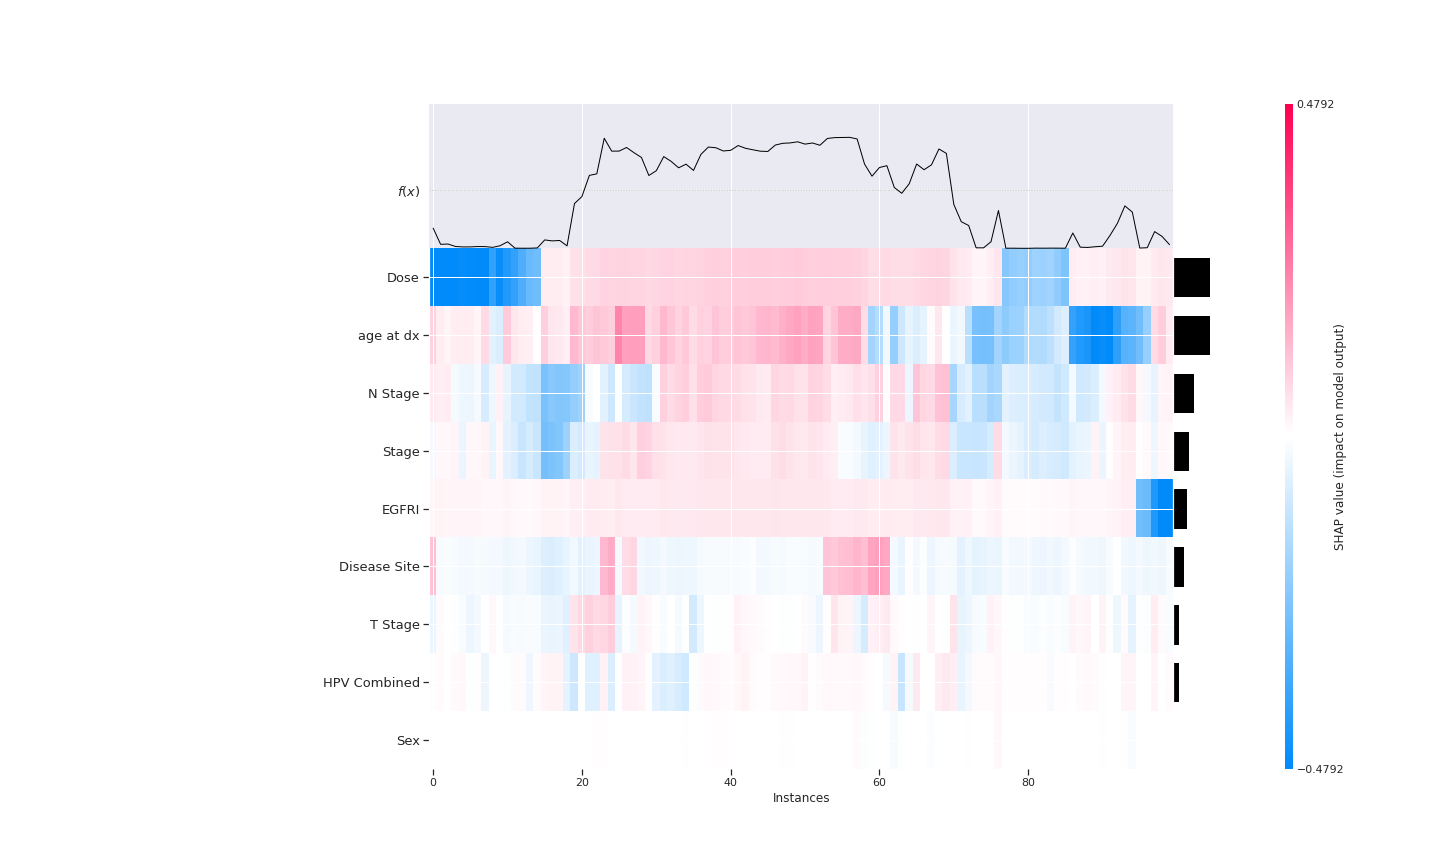 0.4792
f(x)
Dose
age at dx
N Stage
Stage
EGFRI
Disease Site
T Stage
HPV Combined
Sex
0 20 40 60 80
Instances
SHAP value (impact on model output)
−0.4792